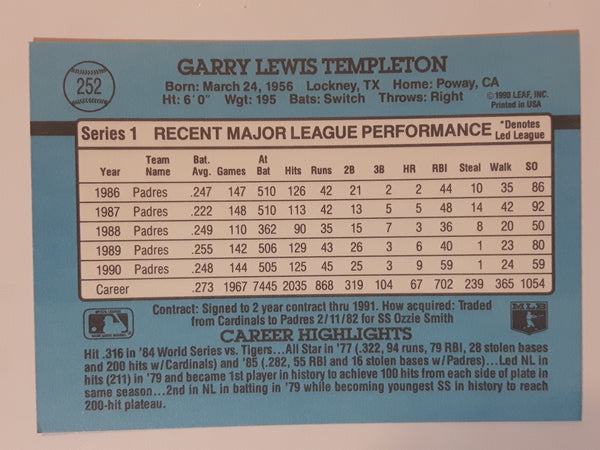 252
GARRY LEWIS TEMPLETON
Born: March 24, 1956 Lockney, TX Home: Poway, CA
Ht: 6' 0" Wgt: 195 Bats: Switch Throws: Right
©1990 LEAF, INC.
Printed in USA
Series 1 RECENT MAJOR LEAGUE PERFORMANCE *Denotes Led League
Year Team Name Bat. Avg. Games At Bat Hits Runs 2B 3B HR RBI Steal Walk SO
1986 Padres .247 147 510 126 42 21 2 2 44 10 35 86
1987 Padres .222 148 510 113 42 13 5 5 48 14 42 92
1988 Padres .249 110 362 90 35 15 7 3 36 8 20 50
1989 Padres .255 142 506 129 43 26 3 6 40 1 23 80
1990 Padres .248 144 505 125 45 25 3 9 59 1 24 59
Career .273 1967 7445 2035 868 319 104 67 702 239 365 1054
Contract: Signed to 2 year contract thru 1991. How acquired: Traded
from Cardinals to Padres 2/11/82 for SS Ozzie Smith
MLB
CAREER HIGHLIGHTS
Hit .316 in '84 World Series vs. Tigers...All Star in '77 (.322, 94 runs, 79 RBI, 28 stolen bases
and 200 hits w/Cardinals) and '85 (.282, 55 RBI and 16 stolen bases w/Padres)...Led NL in
hits (211) in '79 and became 1st player in history to achieve 100 hits from each side of plate in
same season...2nd in NL in batting in '79 while becoming youngest SS in history to reach
200-hit plateau.